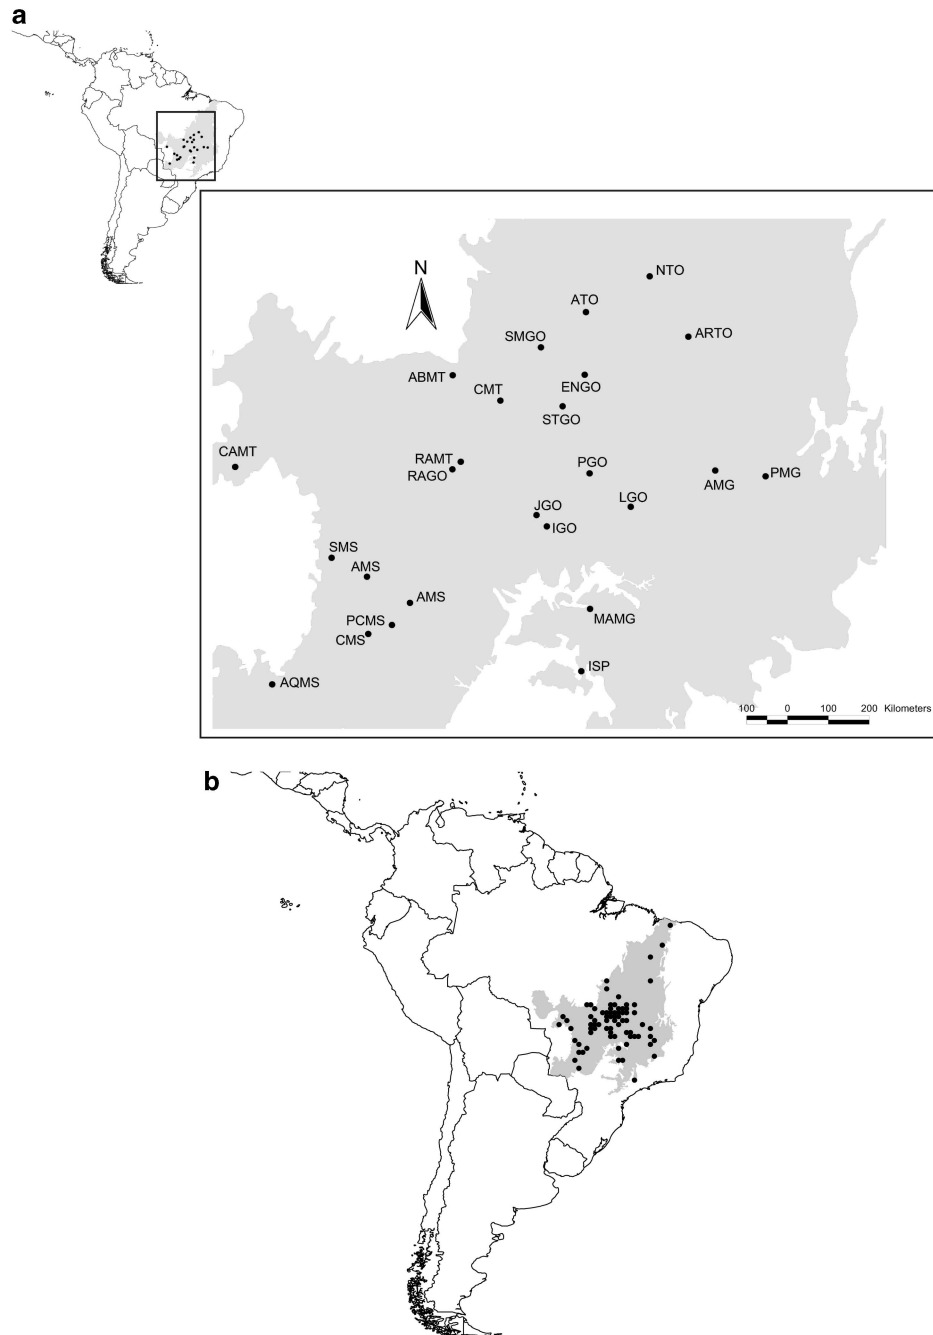 a
N
NTO
ATO
ARTO
SMGO
ABMT
ENGO
CMT
STGO
CAMT
RAMT
PGO
RAGO
AMG
PMG
LGO
JGO
IGO
SMS
AMS
AMS
PCMS
MAMG
CMS
ISP
AQMS
100 0 100 200 Kilometers
b